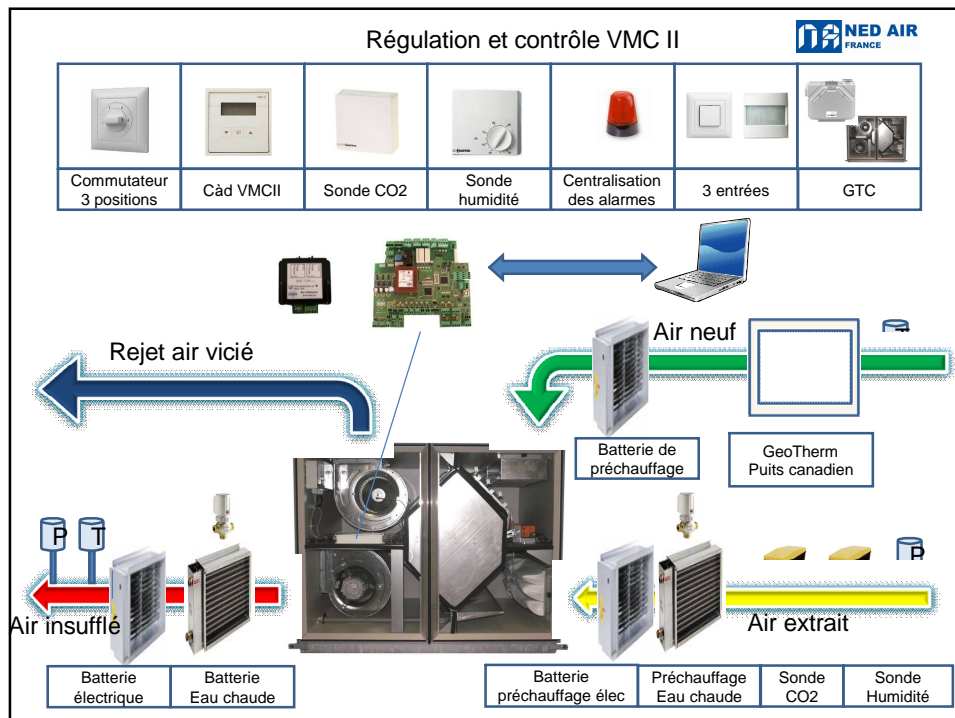 Régulation et contrôle VMC II
NED AIR
FRANCE
Commutateur
3 positions
Càd VMCII
Sonde CO2
Sonde
humidité
Centralisation
des alarmes
3 entrées
GTC
Air neuf
Rejet air vicié
Batterie de
préchauffage
GeoTherm
Puits canadien
P
T
Air insufflé
Air extrait
Batterie
électrique
Batterie
Eau chaude
Batterie
préchauffage élec
Préchauffage
Eau chaude
Sonde
CO2
Sonde
Humidité